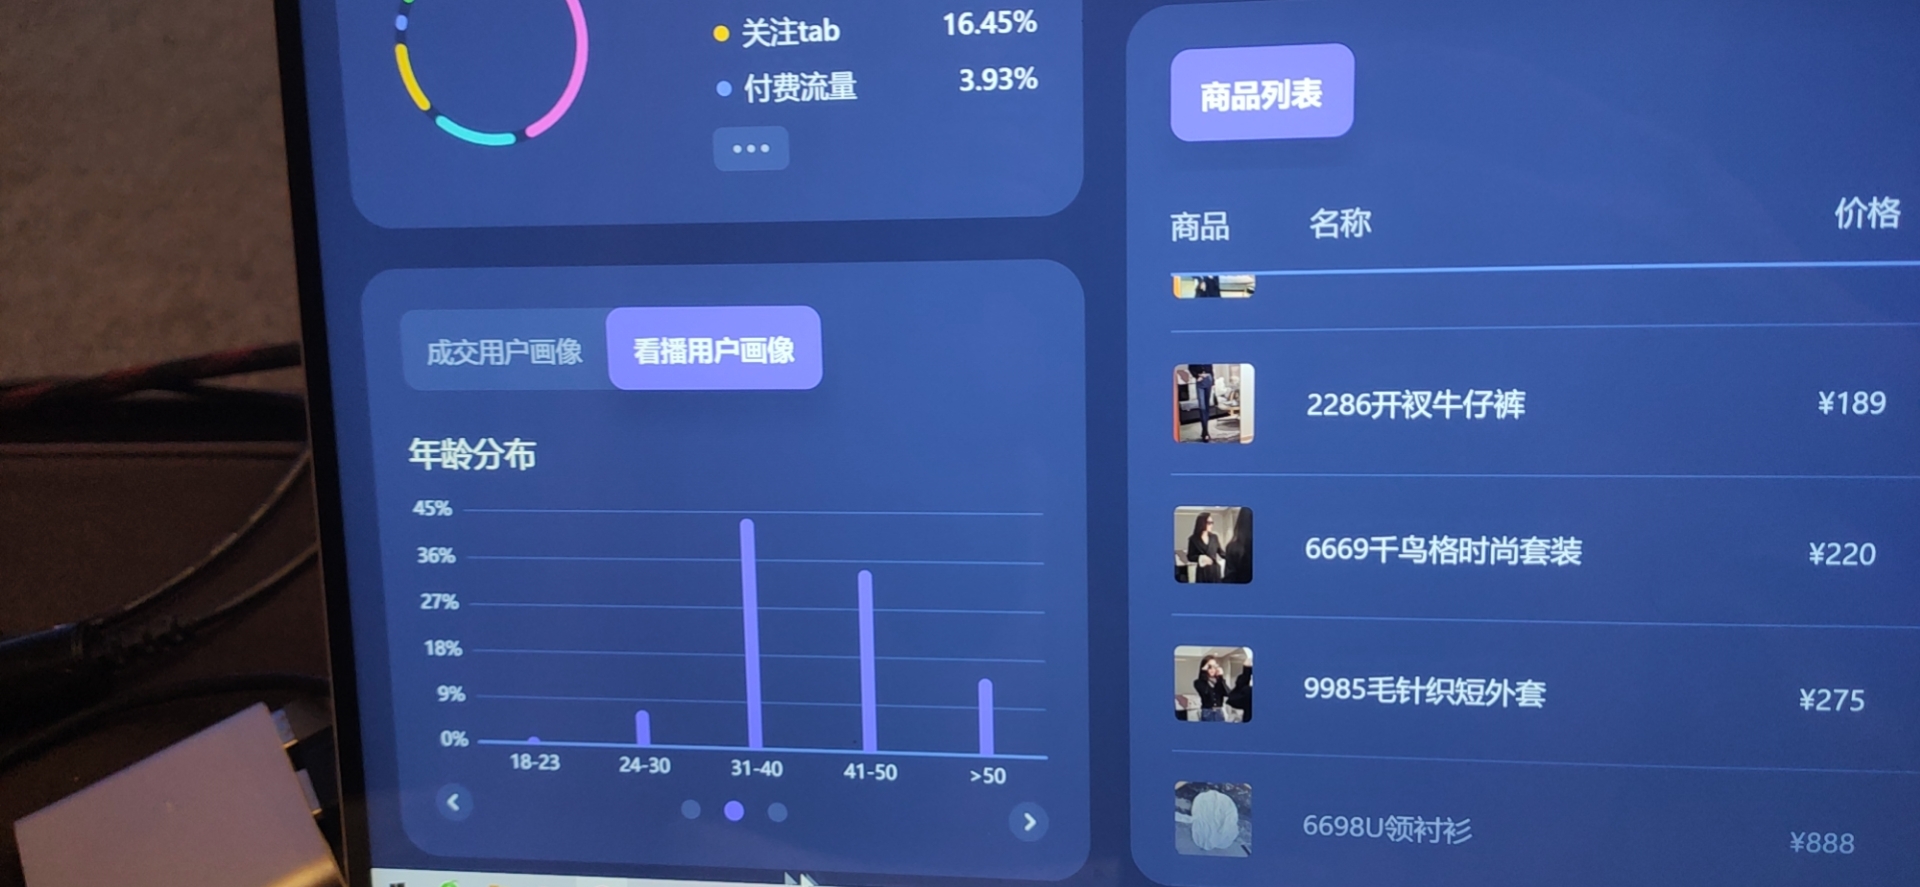 关注tab 16.45%
付费流量 3.93%
成交用户画像 看播用户画像
年龄分布
45%
36%
27%
18%
9%
0%
18-23 24-30 31-40 41-50 >50
商品列表
商品 名称 价格
2286开衩牛仔裤 ¥189
6669千鸟格时尚套装 ¥220
9985毛针织短外套 ¥275
6698U领衬衫 ¥888